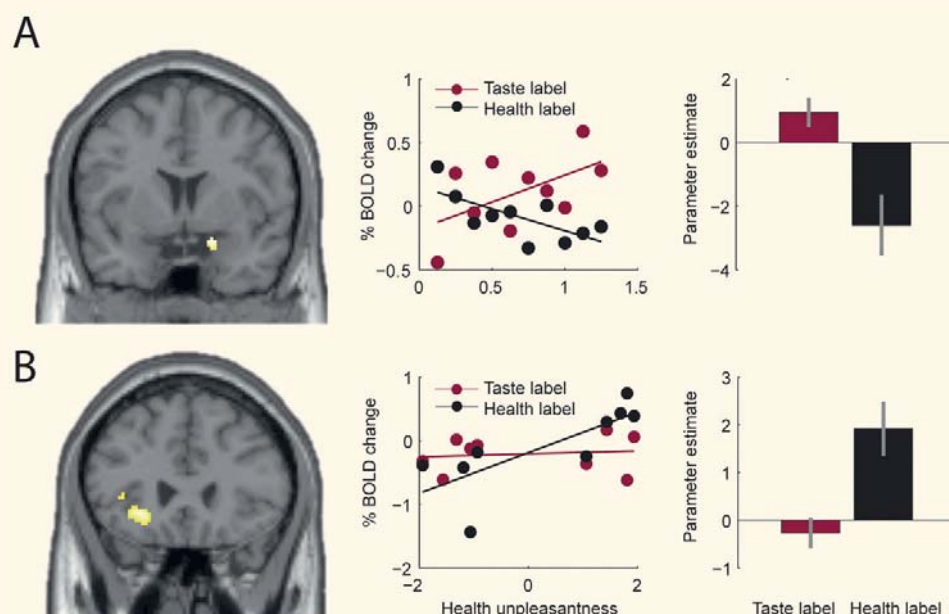 A
% BOLD change
1
0.5
0
−0.5
Taste label
Health label
0 0.5 1 1.5
Parameter estimate
2
0
−2
−4
B
% BOLD change
1
0
−1
−2
Taste label
Health label
−2 0 2
Health unpleasantness
Parameter estimate
3
2
1
0
−1
Taste label Health label